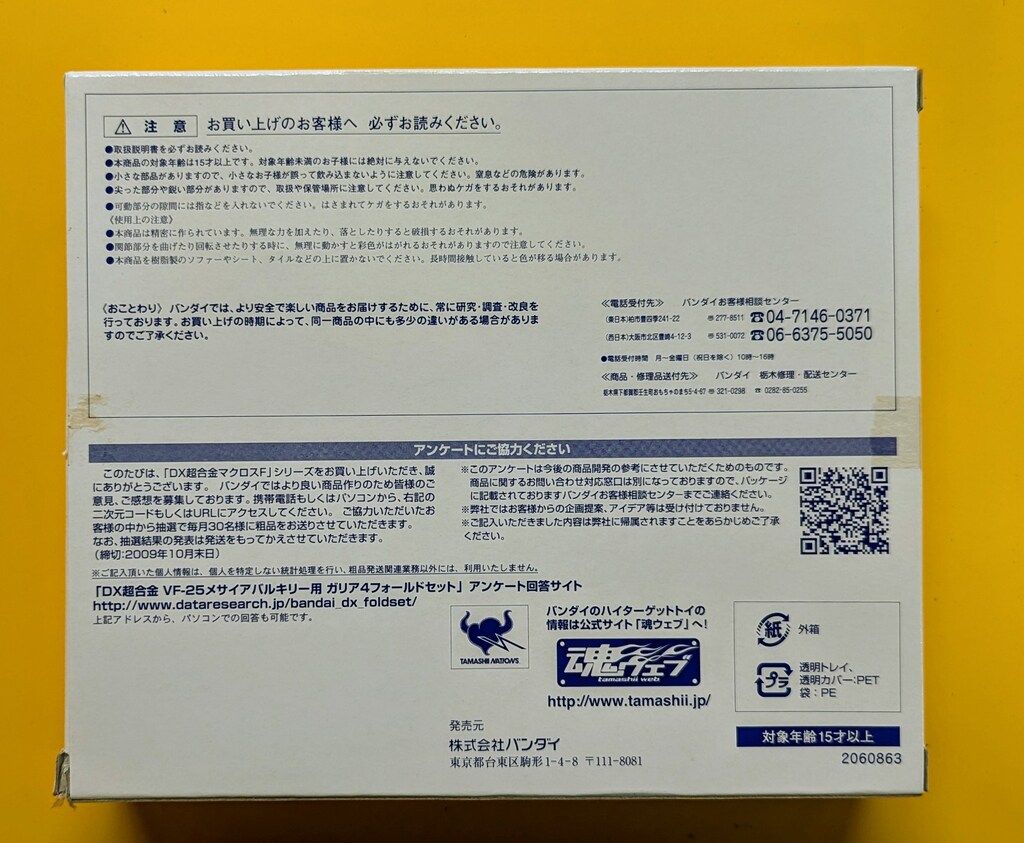 注 意 お買い上げのお客様へ 必ずお読みください。
●取扱説明書を必ずお読みください。
●本商品の対象年齢は15才以上です。対象年齢未満のお子様には絶対に与えないでください。
●小さな部品がありますので、小さなお子様が誤って飲み込まないように注意してください。窒息などの危険があります。
●尖った部分や鋭い部分がありますので、取扱や保管場所に注意してください。思わぬケガをするおそれがあります。
●可動部分の隙間には指などを入れないでください。はさまれてケガをするおそれがあります。
《使用上の注意》
●本商品は精密に作られています。無理な力を加えたり、落としたりすると破損するおそれがあります。
●関節部分を曲げたり回転させたりする時に、無理に動かすと彩色がはがれるおそれがありますので注意してください。
●本商品を樹脂製のソファーやシート、タイルなどの上に置かないでください。長時間接触していると色が移る場合があります。
《おことわり》 バンダイでは、より安全で楽しい商品をお届けするために、常に研究・調査・改良を
行っております。お買い上げの時期によって、同一商品の中にも多少の違いがある場合がありま
すのでご了承ください。
≪電話受付先≫ バンダイお客様相談センター
(東日本)柏市豊四季241-22 〒277-8511 ☎04-7146-0371
(西日本)大阪市北区豊崎4-12-3 〒531-0072 ☎06-6375-5050
●電話受付時間 月〜金曜日(祝日を除く)10時〜16時
≪商品・修理品送付先≫ バンダイ 栃木修理・配送センター
栃木県下都賀郡壬生町おもちゃのまち5-4-67 〒321-0298 ☎ 0282-85-0255
アンケートにご協力ください
このたびは、「DX超合金マクロスF」シリーズをお買い上げいただき、誠
にありがとうございます。 バンダイではより良い商品作りのため皆様のご
意見、ご感想を募集しております。携帯電話もしくはパソコンから、右記の
二次元コードもしくはURLにアクセスしてください。 ご協力いただいたお
客様の中から抽選で毎月30名様に粗品をお送りさせていただきます。
なお、抽選結果の発表は発送をもってかえさせていただきます。
(締切:2009年10月末日)
※このアンケートは今後の商品開発の参考にさせていただくためのものです。
商品に関するお問い合わせ対応窓口は別になっておりますので、パッケージ
に記載されておりますバンダイお客様相談センターまでご連絡ください。
※弊社ではお客様からの企画提案、アイデア等は受け付けておりません。
※ご記入いただきました内容は弊社に帰属されますことをあらかじめご了承
ください。
※ご記入頂いた個人情報は、個人を特定しない統計処理を行い、粗品発送関連業務以外には、利用いたしません。
「DX超合金 VF-25メサイアバルキリー用 ガリア4フォールドセット」 アンケート回答サイト
http://www.dataresearch.jp/bandai_dx_foldset/
上記アドレスから、パソコンでの回答も可能です。
TAMASHII NATIONS
バンダイのハイターゲットトイの
情報は公式サイト「魂ウェブ」へ!
魂ウェブ
tamashii web
http://www.tamashii.jp/
紙 外箱
プラ 透明トレイ、
透明カバー:PET
袋:PE
発売元
株式会社バンダイ
東京都台東区駒形1-4-8 〒111-8081
対象年齢15才以上
2060863